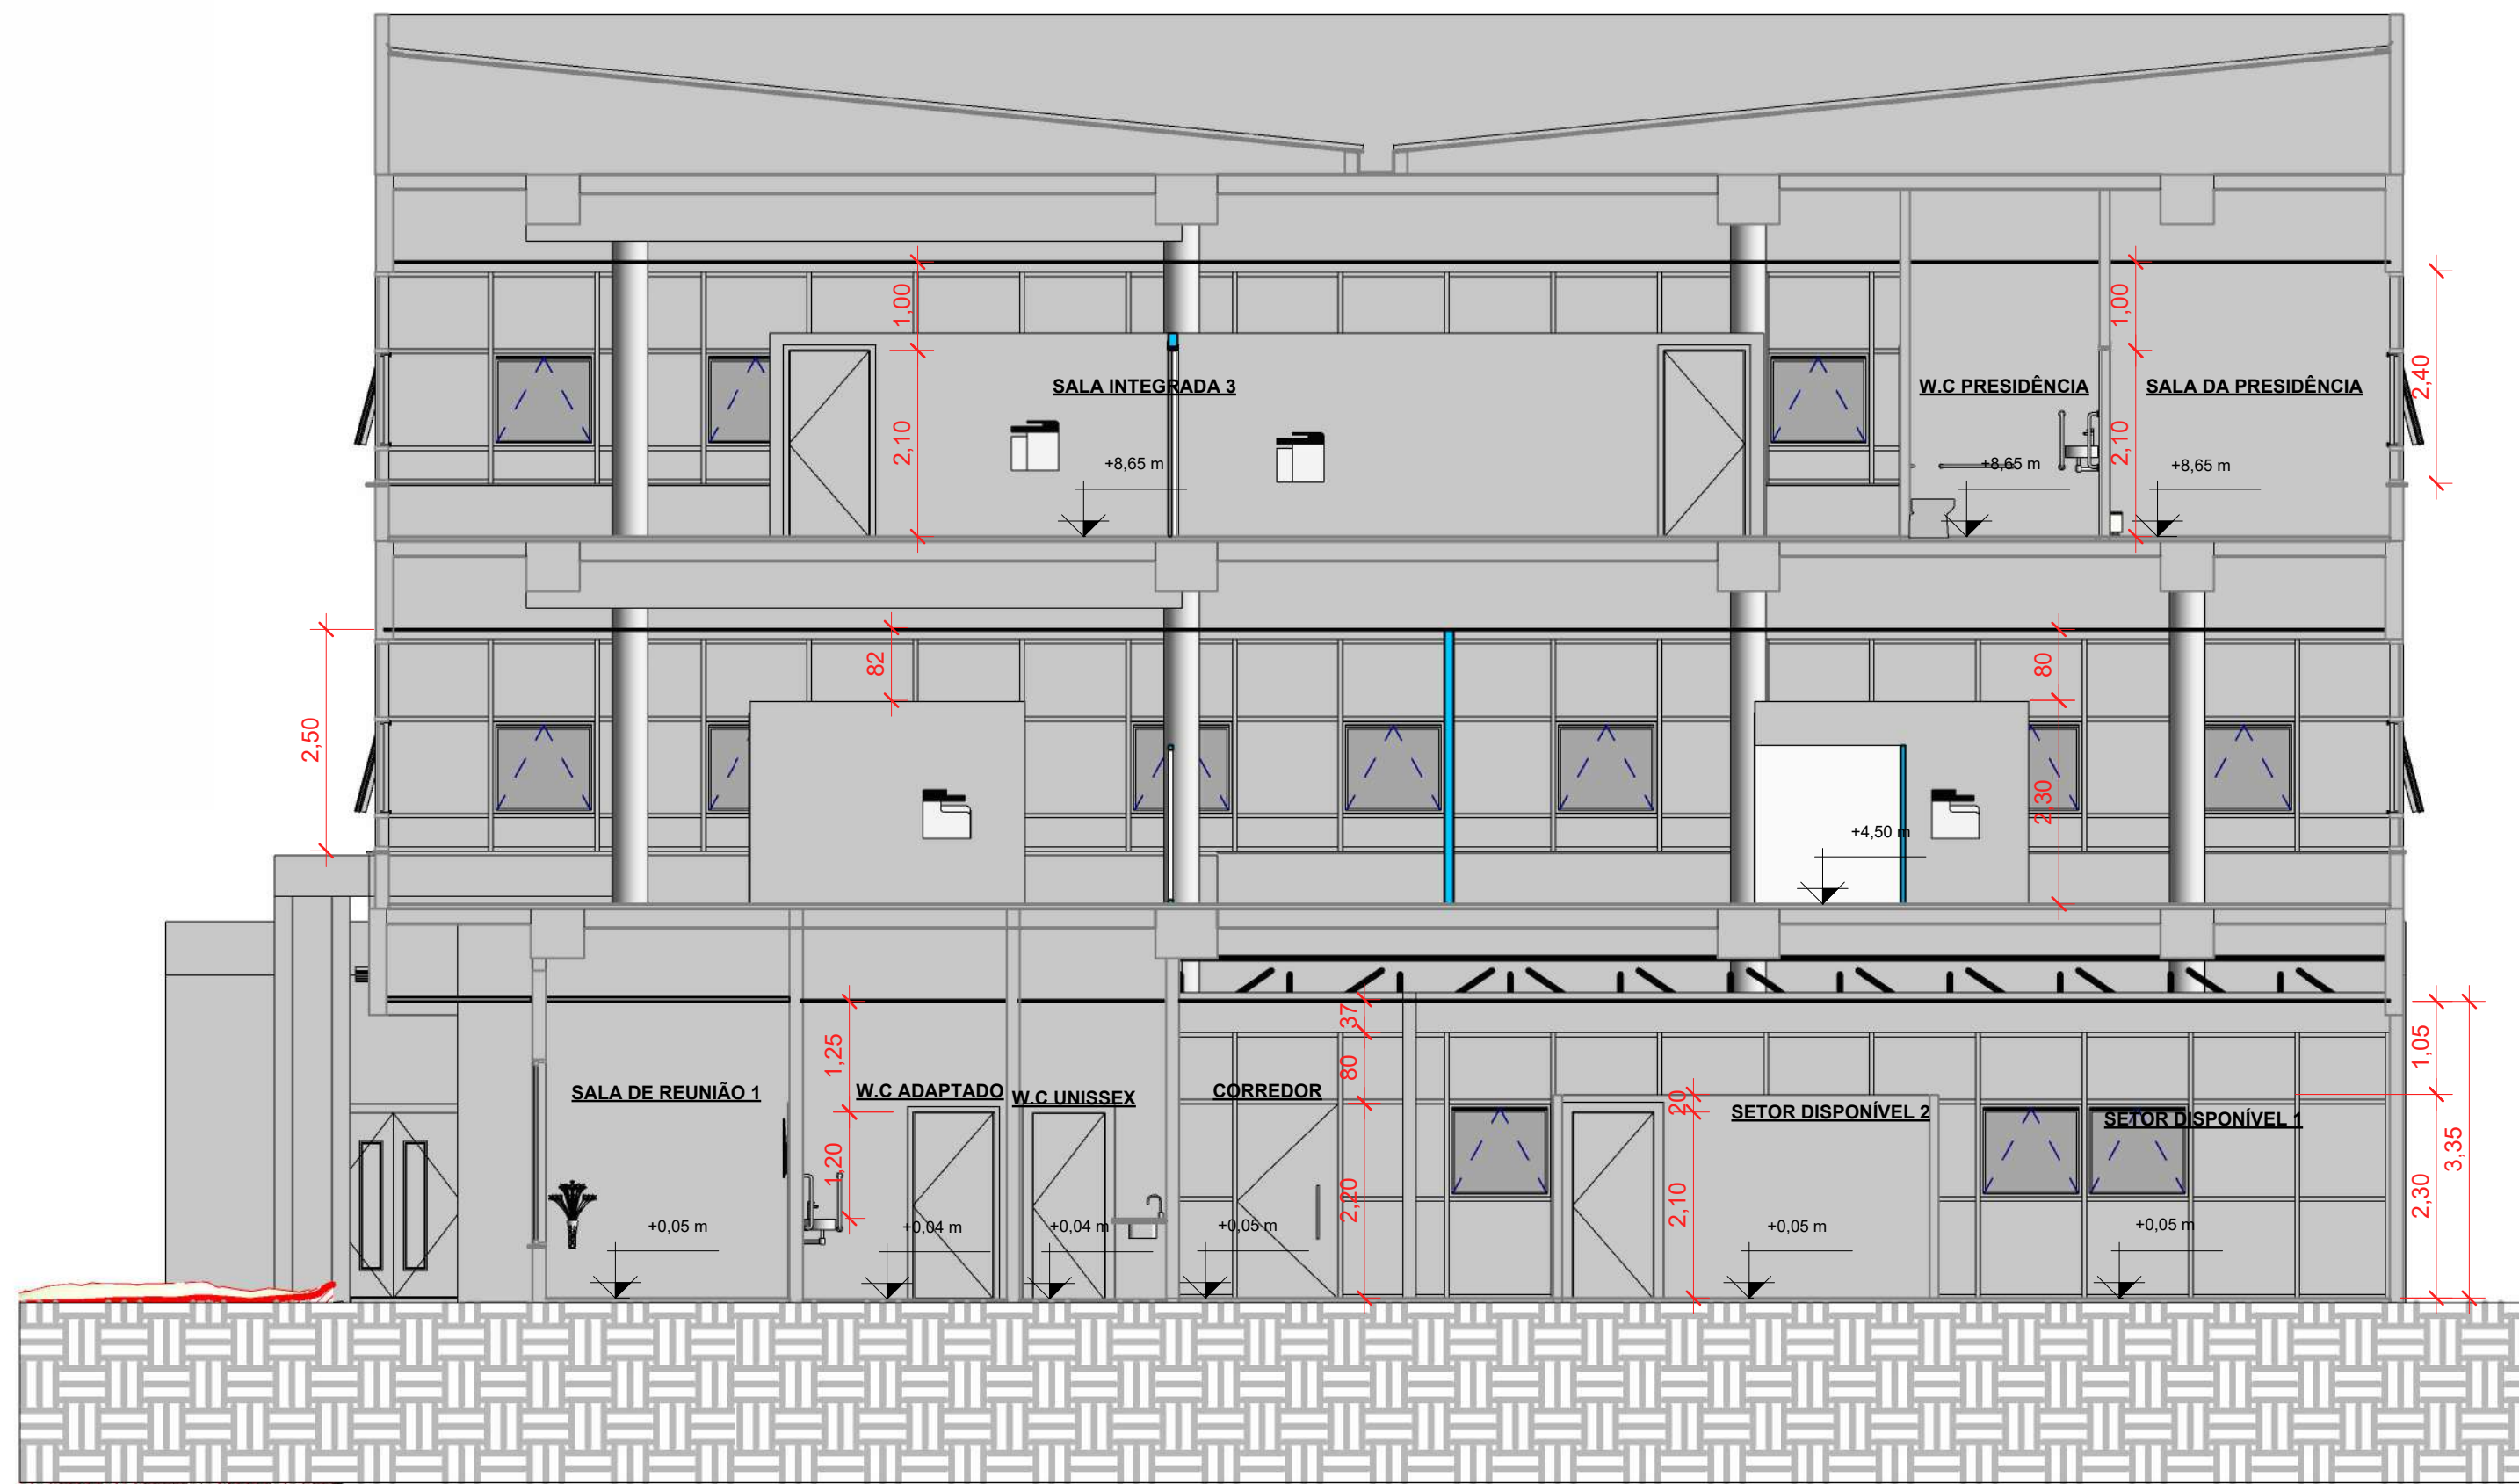 1,00
1,00
2,40
SALA INTEGRADA 3
W.C PRESIDÊNCIA
SALA DA PRESIDÊNCIA
2,10
2,10
+8,65 m
+8,65 m
+8,65 m
2,50
82
80
2,30
+4,50 m
1,25
37
80
1,05
SALA DE REUNIÃO 1
W.C ADAPTADO
W.C UNISSEX
CORREDOR
20
SETOR DISPONÍVEL 2
SETOR DISPONÍVEL 1
3,35
1,20
2,20
2,10
2,30
+0,05 m
+0,04 m
+0,04 m
+0,05 m
+0,05 m
+0,05 m